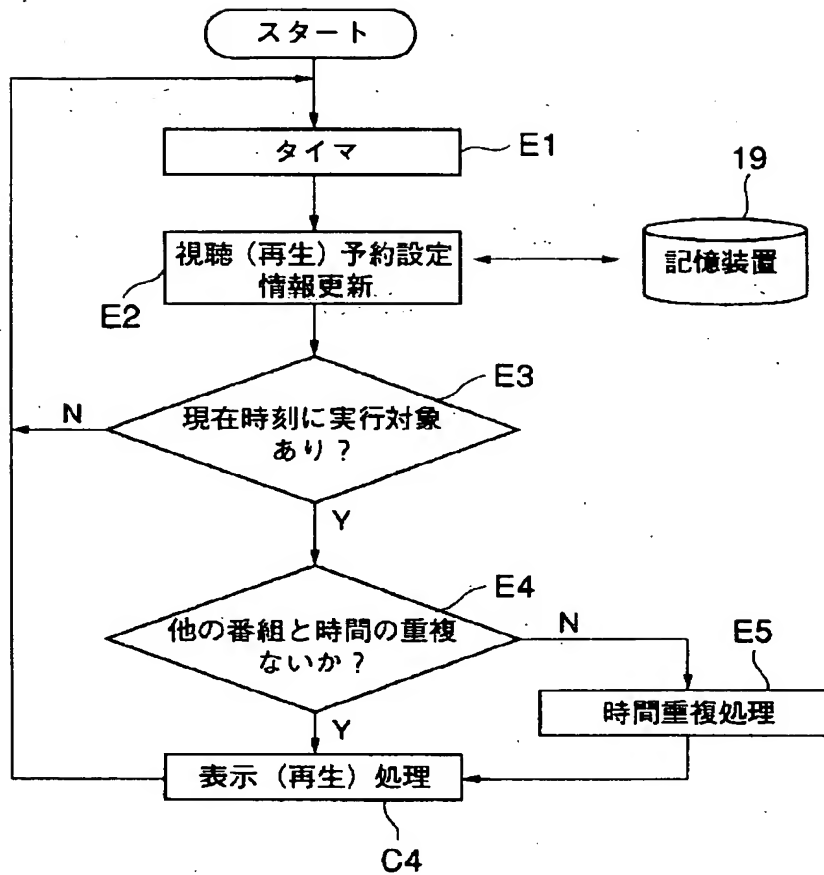 スタート
タイマ
E1
19
視聴（再生）予約設定
情報更新
記憶装置
E2
E3
現在時刻に実行対象
あり？
N
Y
E4
他の番組と時間の重複
ないか？
N
E5
時間重複処理
Y
表示（再生）処理
C4